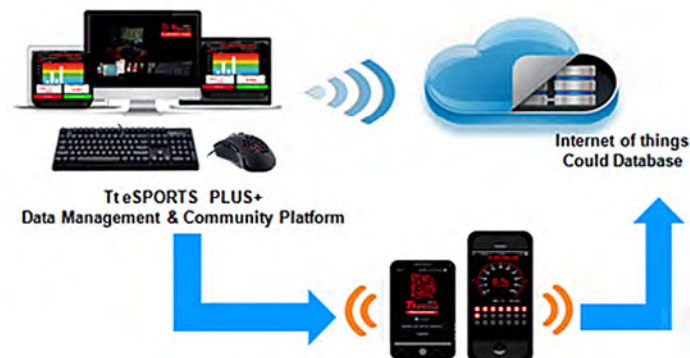 Internet of things
Could Database
Tt eSPORTS PLUS+
Data Management & Community Platform